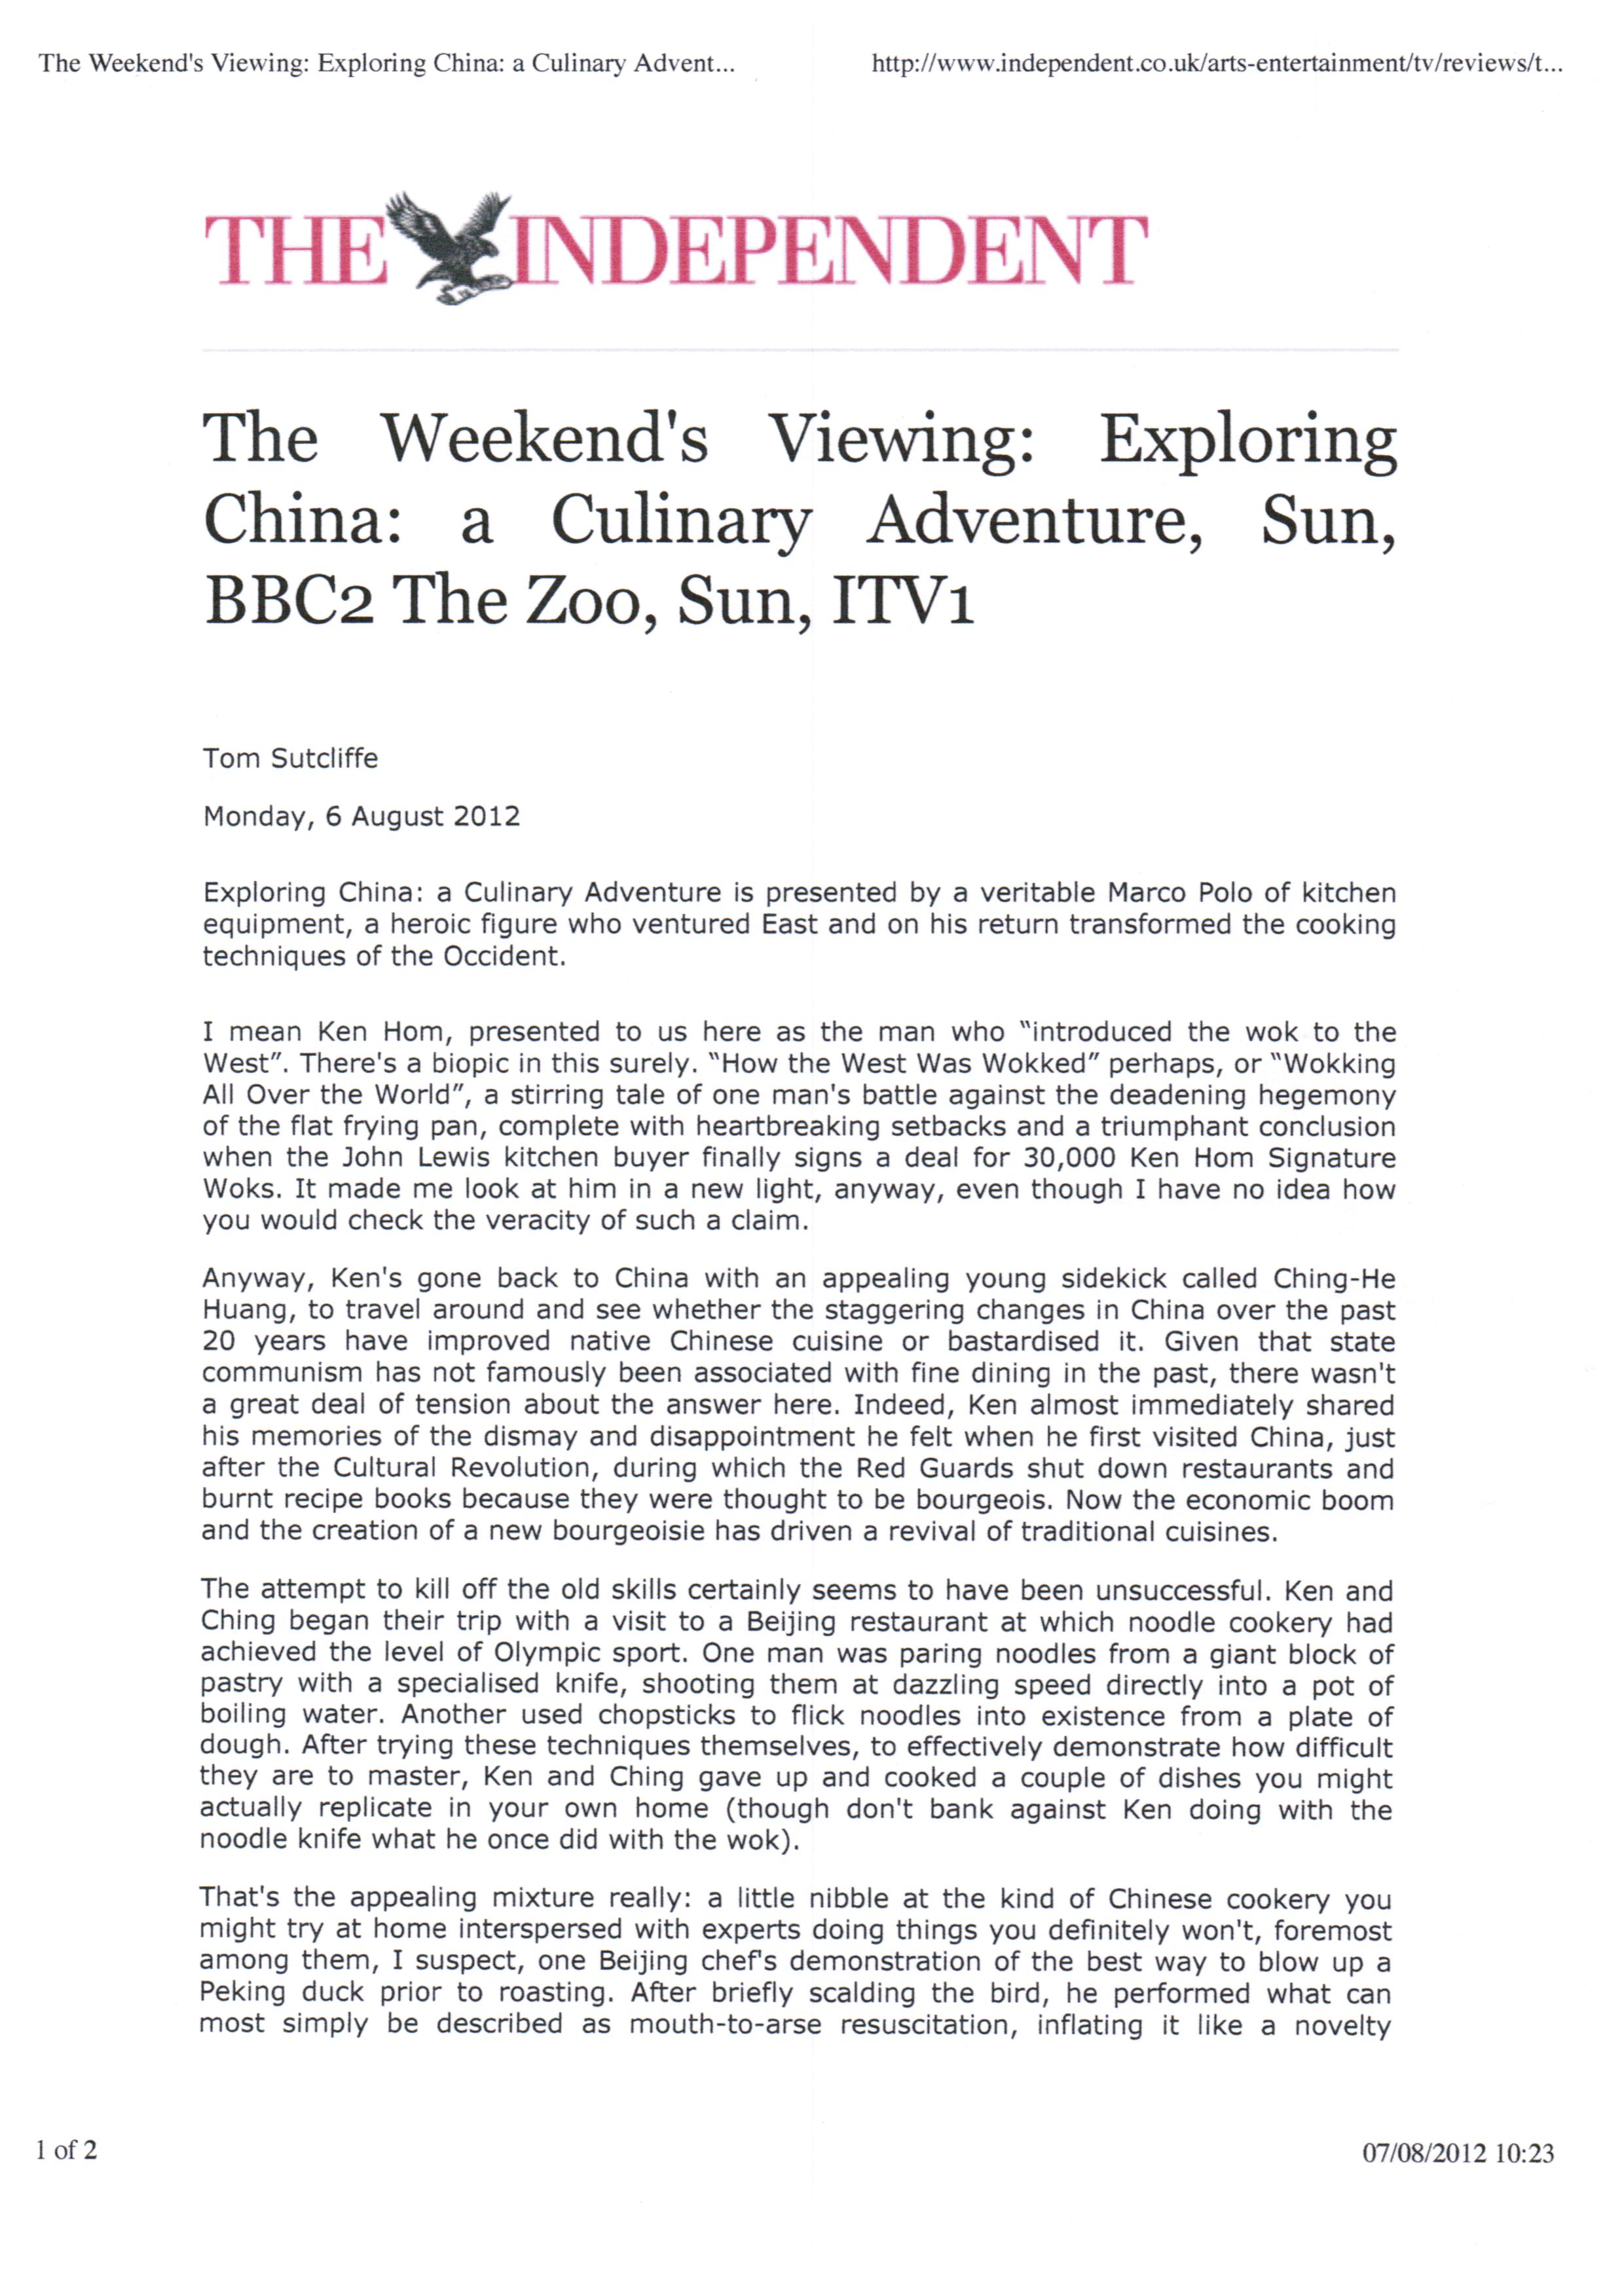 The Weekend's Viewing: Exploring China: a Culinary Advent...
http://www.independent.co.uk/arts-entertainment/tv/reviews/t...
THE INDEPENDENT
The Weekend's Viewing: Exploring
China: a Culinary Adventure, Sun,
BBC2 The Zoo, Sun, ITV1
Tom Sutcliffe
Monday, 6 August 2012
Exploring China: a Culinary Adventure is presented by a veritable Marco Polo of kitchen
equipment, a heroic figure who ventured East and on his return transformed the cooking
techniques of the Occident.
I mean Ken Hom, presented to us here as the man who “introduced the wok to the
West”. There's a biopic in this surely. “How the West Was Wokked” perhaps, or “Wokking
All Over the World”, a stirring tale of one man's battle against the deadening hegemony
of the flat frying pan, complete with heartbreaking setbacks and a triumphant conclusion
when the John Lewis kitchen buyer finally signs a deal for 30,000 Ken Hom Signature
Woks. It made me look at him in a new light, anyway, even though I have no idea how
you would check the veracity of such a claim.
Anyway, Ken's gone back to China with an appealing young sidekick called Ching-He
Huang, to travel around and see whether the staggering changes in China over the past
20 years have improved native Chinese cuisine or bastardised it. Given that state
communism has not famously been associated with fine dining in the past, there wasn't
a great deal of tension about the answer here. Indeed, Ken almost immediately shared
his memories of the dismay and disappointment he felt when he first visited China, just
after the Cultural Revolution, during which the Red Guards shut down restaurants and
burnt recipe books because they were thought to be bourgeois. Now the economic boom
and the creation of a new bourgeoisie has driven a revival of traditional cuisines.
The attempt to kill off the old skills certainly seems to have been unsuccessful. Ken and
Ching began their trip with a visit to a Beijing restaurant at which noodle cookery had
achieved the level of Olympic sport. One man was paring noodles from a giant block of
pastry with a specialised knife, shooting them at dazzling speed directly into a pot of
boiling water. Another used chopsticks to flick noodles into existence from a plate of
dough. After trying these techniques themselves, to effectively demonstrate how difficult
they are to master, Ken and Ching gave up and cooked a couple of dishes you might
actually replicate in your own home (though don't bank against Ken doing with the
noodle knife what he once did with the wok).
That's the appealing mixture really: a little nibble at the kind of Chinese cookery you
might try at home interspersed with experts doing things you definitely won't, foremost
among them, I suspect, one Beijing chef's demonstration of the best way to blow up a
Peking duck prior to roasting. After briefly scalding the bird, he performed what can
most simply be described as mouth-to-arse resuscitation, inflating it like a novelty
1 of 2
07/08/2012 10:23